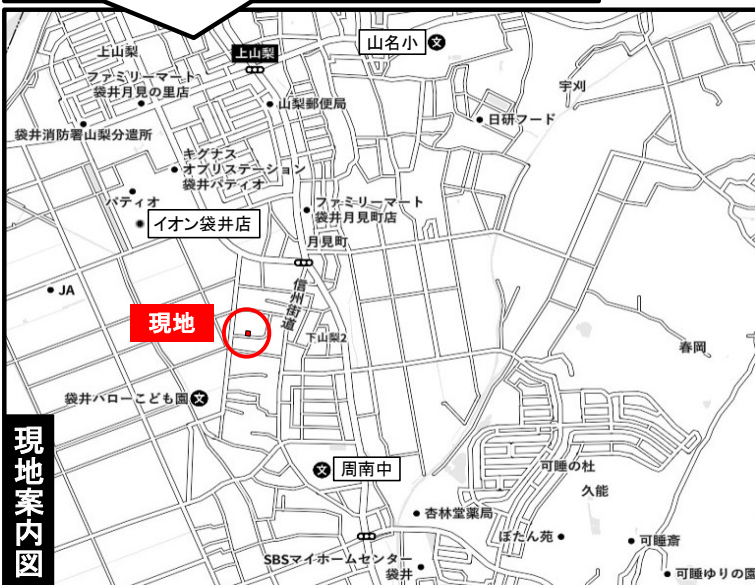 上山梨
上山梨
山名小
文
ファミリーマート
袋井月見の里店
山梨郵便局
宇刈
日研フード
袋井消防署山梨分遣所
キグナス
オブリステーション
袋井パティオ
パティオ
ファミリーマート
袋井月見町店
イオン袋井店
月見町
信州街道
JA
現地
下山梨2
春岡
袋井ハローこども園
文
現地案内図
文
周南中
可睡の杜
久能
杏林堂薬局
ぼたん苑
可睡斎
SBSマイホームセンター
袋井
可睡ゆりの園